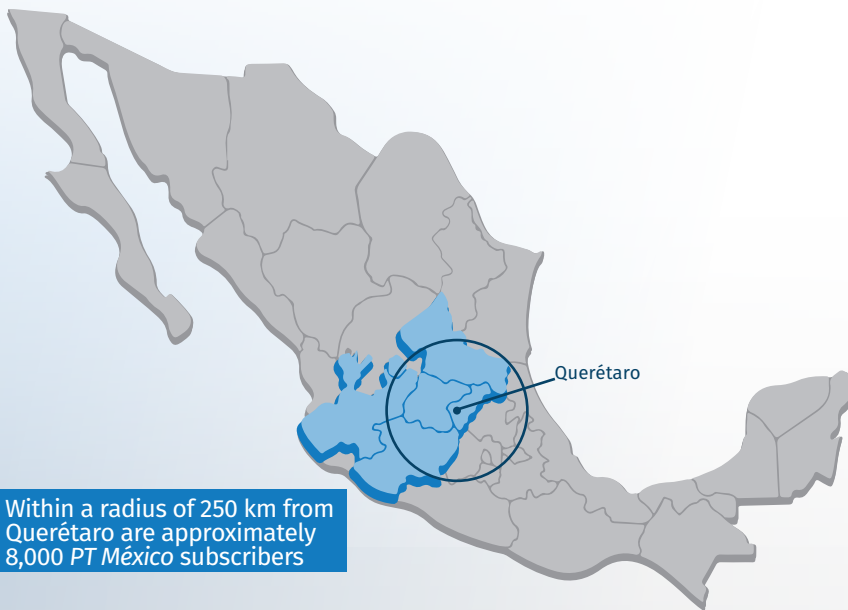 Querétaro
Within a radius of 250 km from
Querétaro are approximately
8,000 PT México subscribers